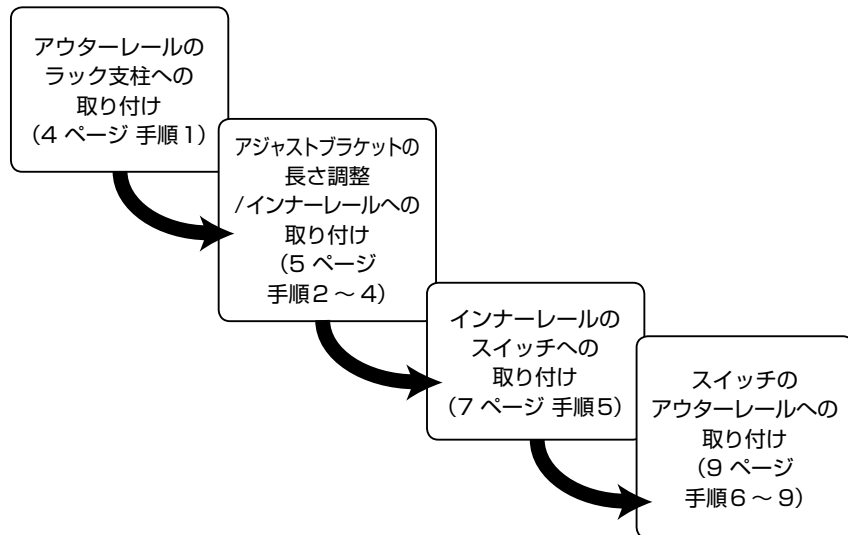 アウターレールの
ラック支柱への
取り付け
（4 ページ 手順1）
アジャストブラケットの
長さ調整
/インナーレールへの
取り付け
（5 ページ
手順2 ～ 4）
インナーレールの
スイッチへの
取り付け
（7 ページ 手順5）
スイッチの
アウターレールへの
取り付け
（9 ページ
手順6 ～ 9）